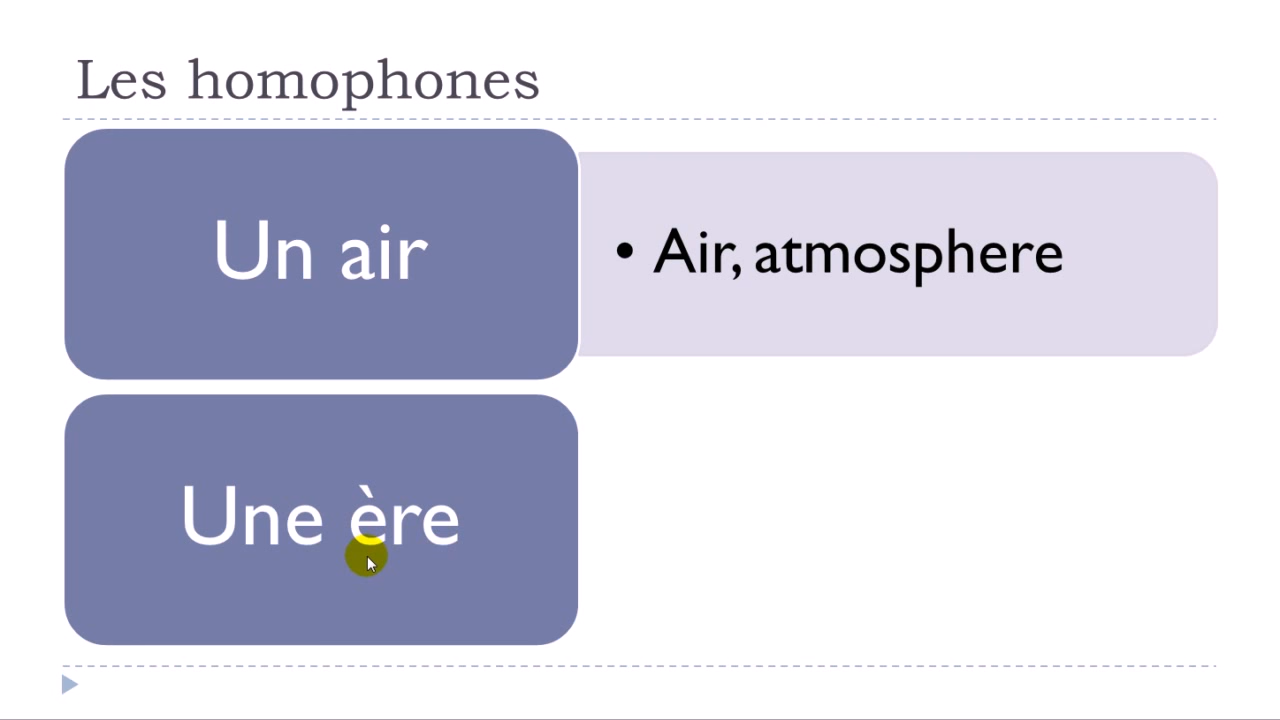 Les homophones
Un air
• Air, atmosphere
Une ère